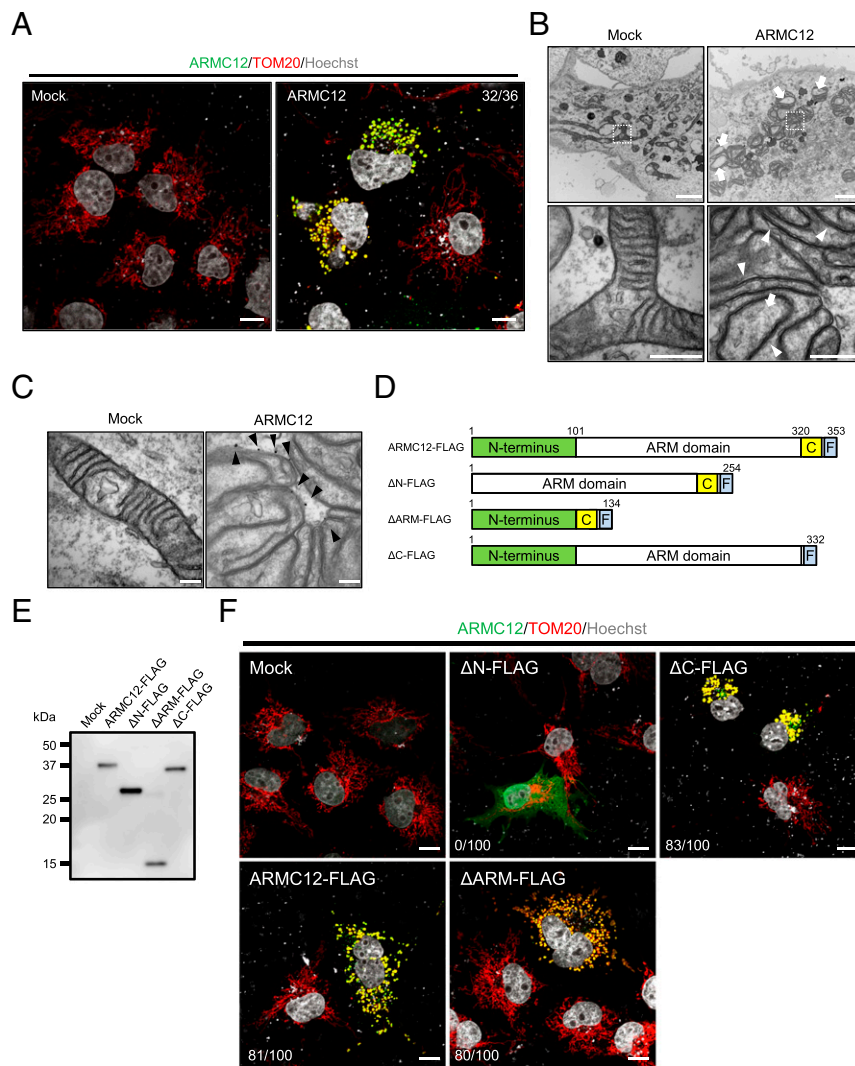 A
ARMC12/TOM20/Hoechst
Mock
ARMC12
32/36
B
Mock
ARMC12
C
Mock
ARMC12
D
1
101
320
353
ARMC12-FLAG
N-terminus
ARM domain
C
F
1
254
ΔN-FLAG
ARM domain
C
F
1
134
ΔARM-FLAG
N-terminus
C
F
1
332
ΔC-FLAG
N-terminus
ARM domain
F
E
Mock
ARMC12-FLAG
ΔN-FLAG
ΔARM-FLAG
ΔC-FLAG
kDa
50
37
25
20
15
F
ARMC12/TOM20/Hoechst
Mock
ΔN-FLAG
0/100
ΔC-FLAG
83/100
ARMC12-FLAG
81/100
ΔARM-FLAG
80/100